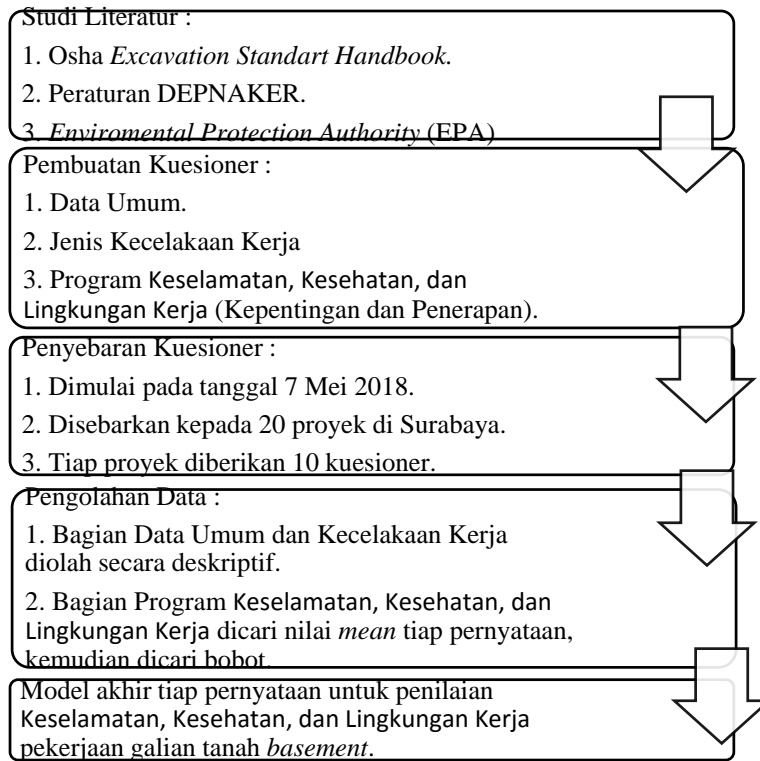 Studi Literatur :
1. Osha Excavation Standart Handbook.
2. Peraturan DEPNAKER.
3. Enviromental Protection Authority (EPA)
Pembuatan Kuesioner :
1. Data Umum.
2. Jenis Kecelakaan Kerja
3. Program Keselamatan, Kesehatan, dan
Lingkungan Kerja (Kepentingan dan Penerapan).
Penyebaran Kuesioner :
1. Dimulai pada tanggal 7 Mei 2018.
2. Disebarkan kepada 20 proyek di Surabaya.
3. Tiap proyek diberikan 10 kuesioner.
Pengolahan Data :
1. Bagian Data Umum dan Kecelakaan Kerja
diolah secara deskriptif.
2. Bagian Program Keselamatan, Kesehatan, dan
Lingkungan Kerja dicari nilai mean tiap pernyataan,
kemudian dicari bobot.
Model akhir tiap pernyataan untuk penilaian
Keselamatan, Kesehatan, dan Lingkungan Kerja
pekerjaan galian tanah basement.